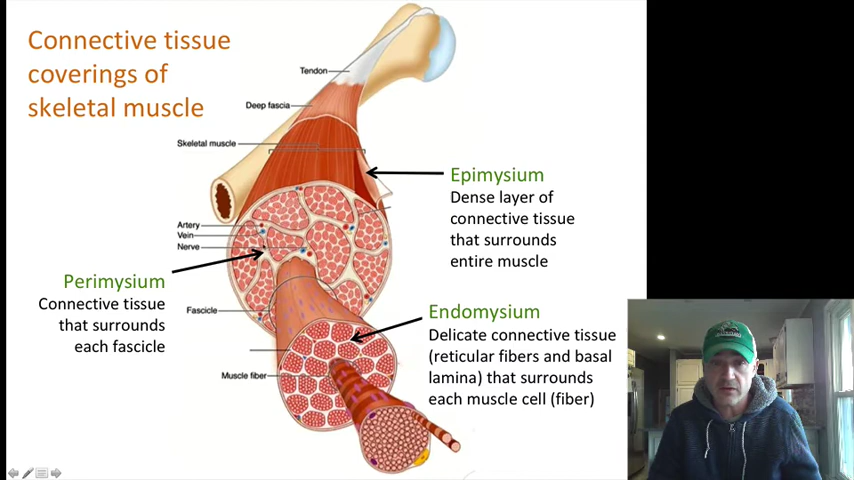 Connective tissue
coverings of
skeletal muscle
Tendon
Deep fascia
Skeletal muscle
Epimysium
Dense layer of
connective tissue
that surrounds
entire muscle
Artery
Vein
Nerve
Perimysium
Connective tissue
that surrounds
each fascicle
Fascicle
Endomysium
Delicate connective tissue
(reticular fibers and basal
lamina) that surrounds
each muscle cell (fiber)
Muscle fiber